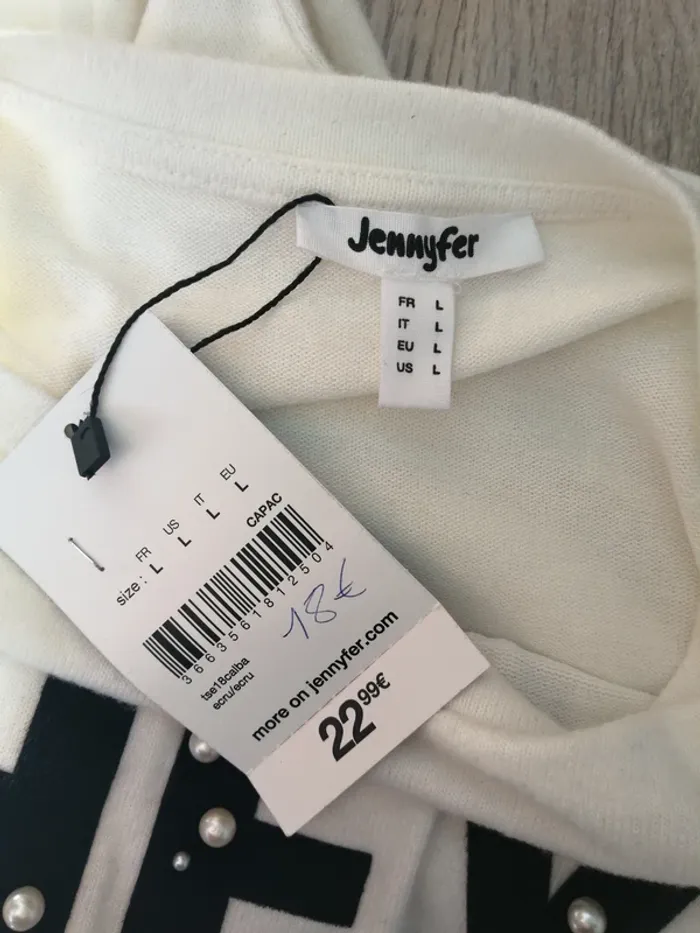 Jennyfer
FR L
IT L
EU L
US L
FR US IT EU
size : L L L L
CAPAC
3663561812504
18€
tse18calba
ecru/ecru
more on jennyfer.com
22 99€